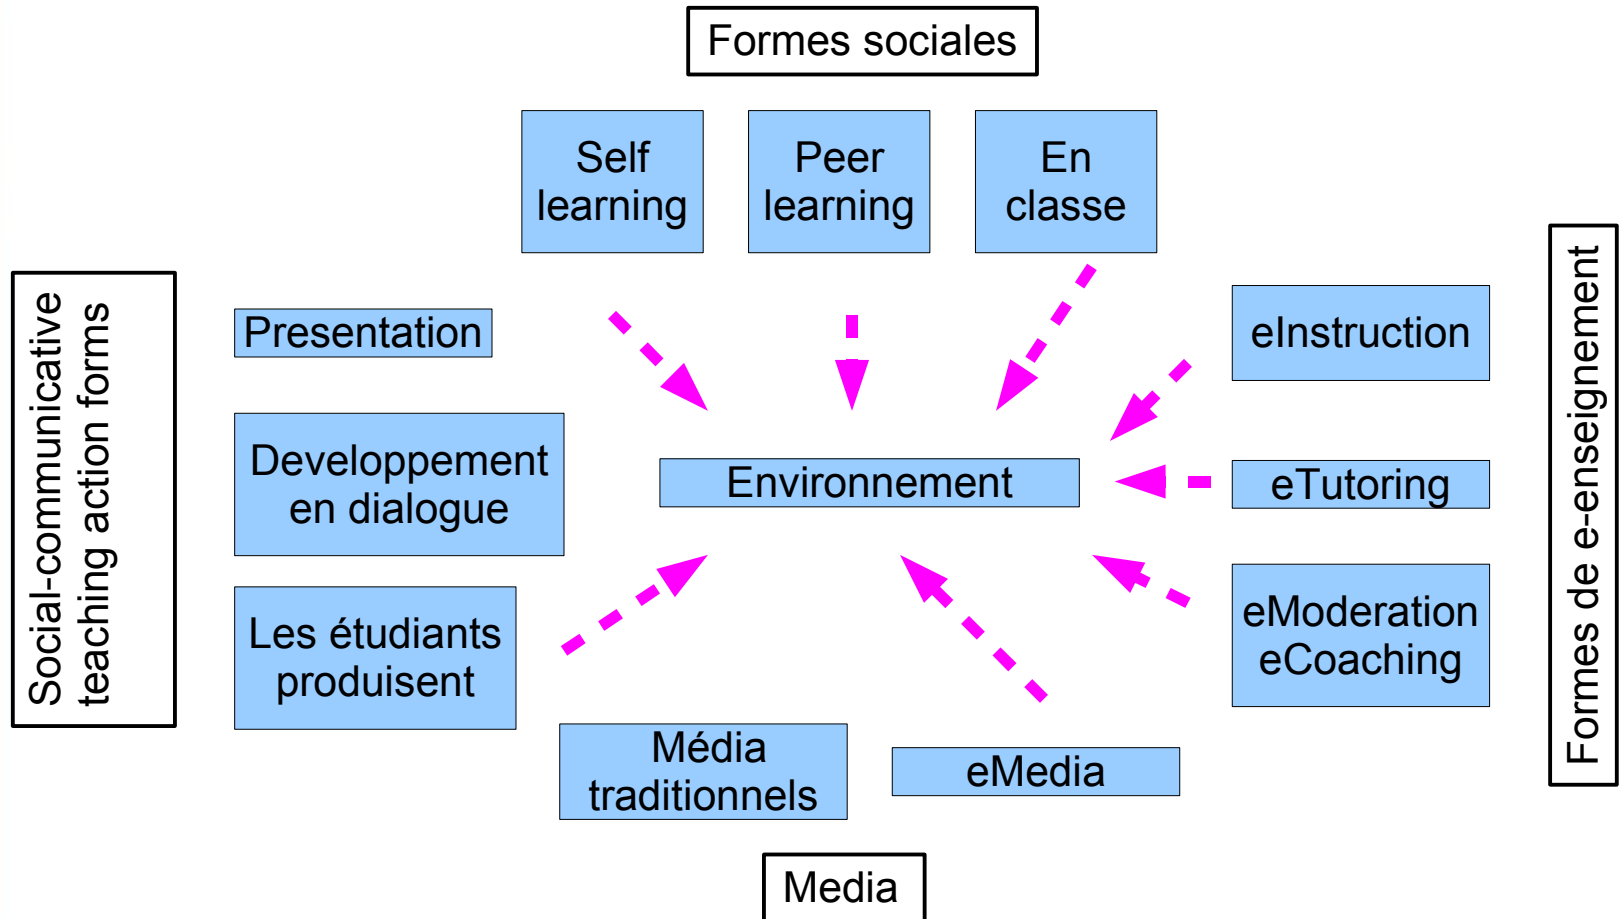 Formes sociales
Self
learning
Peer
learning
En
classe
Social-communicative
teaching action forms
Presentation
Developpement
en dialogue
Les étudiants
produisent
Environnement
eInstruction
eTutoring
eModeration
eCoaching
Formes de e-enseignement
Média
traditionnels
eMedia
Media